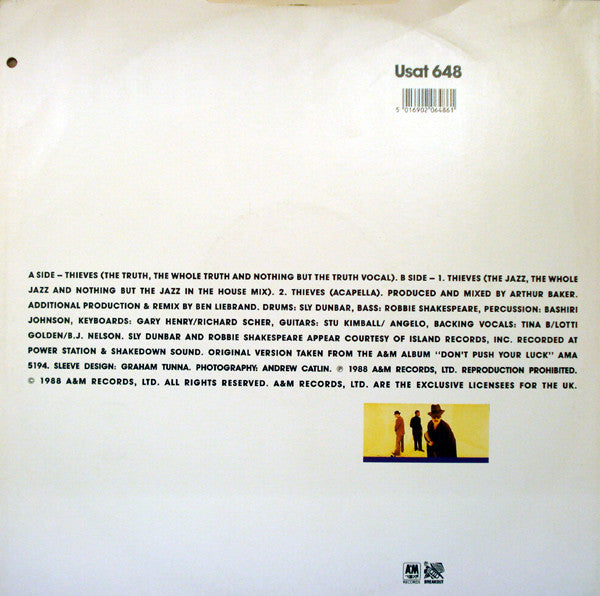 Usat 648
5 016902 064861
A SIDE – THIEVES (THE TRUTH, THE WHOLE TRUTH AND NOTHING BUT THE TRUTH VOCAL). B SIDE – 1. THIEVES (THE JAZZ, THE WHOLE
JAZZ AND NOTHING BUT THE JAZZ IN THE HOUSE MIX). 2. THIEVES (ACAPELLA). PRODUCED AND MIXED BY ARTHUR BAKER.
ADDITIONAL PRODUCTION & REMIX BY BEN LIEBRAND. DRUMS: SLY DUNBAR, BASS: ROBBIE SHAKESPEARE, PERCUSSION: BASHIRI
JOHNSON, KEYBOARDS: GARY HENRY/RICHARD SCHER, GUITARS: STU KIMBALL/ ANGELO, BACKING VOCALS: TINA B/LOTTI
GOLDEN/B.J. NELSON. SLY DUNBAR AND ROBBIE SHAKESPEARE APPEAR COURTESY OF ISLAND RECORDS, INC. RECORDED AT
POWER STATION & SHAKEDOWN SOUND. ORIGINAL VERSION TAKEN FROM THE A&M ALBUM "DON'T PUSH YOUR LUCK" AMA
5194. SLEEVE DESIGN: GRAHAM TUNNA. PHOTOGRAPHY: ANDREW CATLIN. ℗ 1988 A&M RECORDS, LTD. REPRODUCTION PROHIBITED.
© 1988 A&M RECORDS, LTD. ALL RIGHTS RESERVED. A&M RECORDS, LTD. ARE THE EXCLUSIVE LICENSEES FOR THE UK.
A&M
RECORDS
BREAKOUT